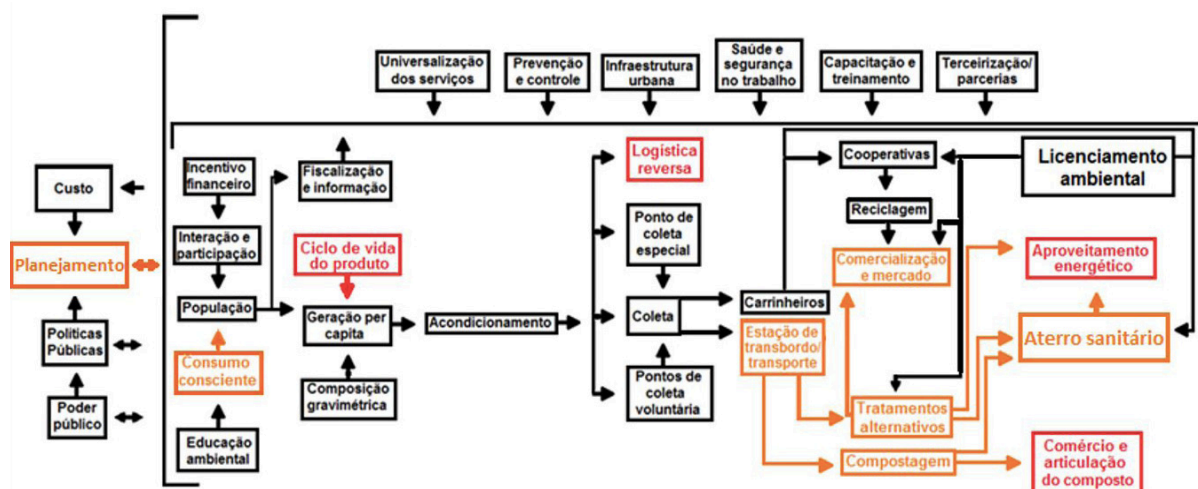 Universalização
dos serviços
Prevenção
e controle
Infraestrutura
urbana
Saúde e
segurança
no trabalho
Capacitação e
treinamento
Terceirização/
parcerias
Custo
Planejamento
Políticas
Públicas
Poder
público
Incentivo
financeiro
Interação e
participação
População
Consumo
consciente
Educação
ambiental
Fiscalização
e informação
Ciclo de vida
do produto
Geração per
capita
Composição
gravimétrica
Acondicionamento
Logística
reversa
Ponto de
coleta
especial
Coleta
Pontos de
coleta
voluntária
Carrinheiros
Estação de
transbordo/
transporte
Cooperativas
Reciclagem
Comercialização
e mercado
Tratamentos
alternativos
Compostagem
Licenciamento
ambiental
Aproveitamento
energético
Aterro sanitário
Comércio e
articulação
do composto